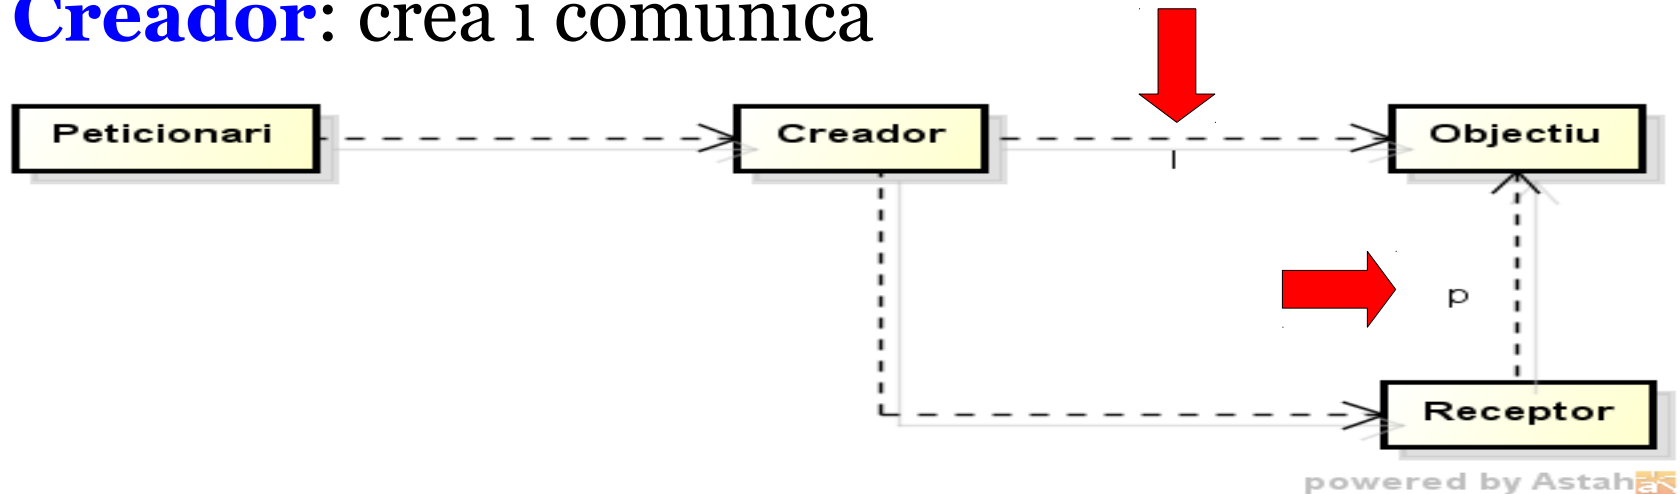 Creador: crea i comunica
Peticionari
Creador
Objectiu
l
p
Receptor
powered by Astah